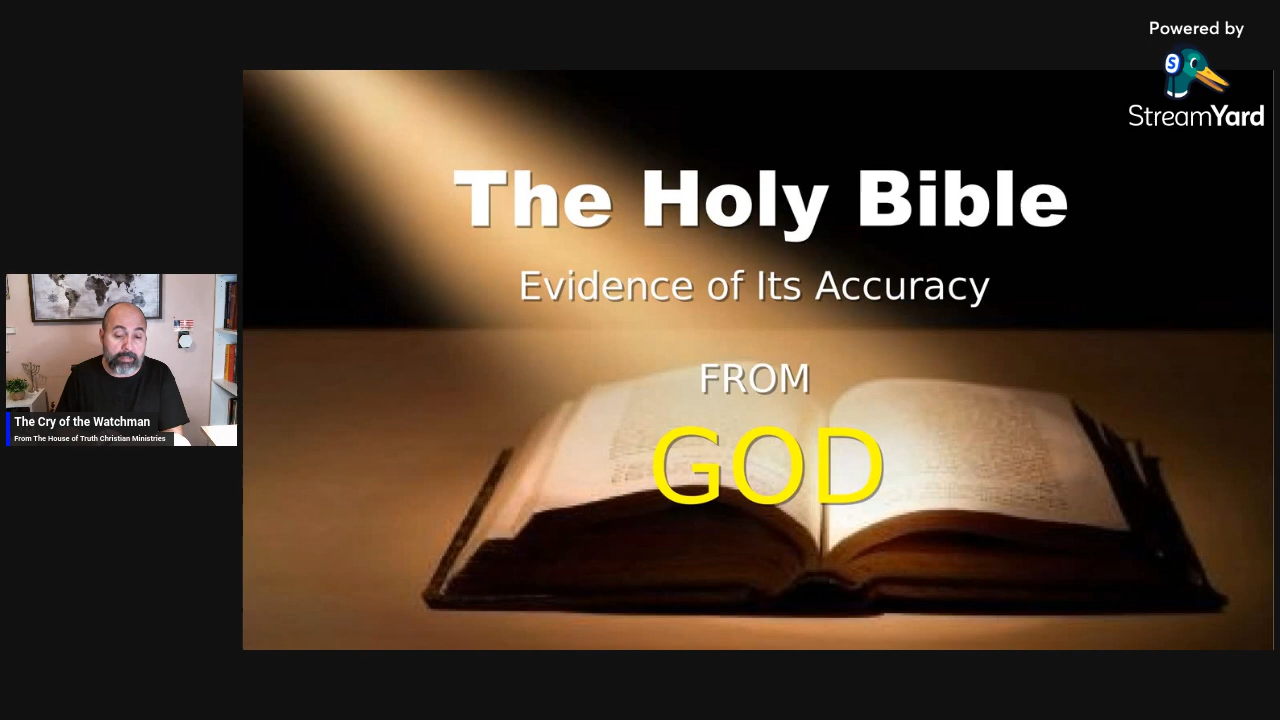 Powered by
StreamYard
The Holy Bible
Evidence of Its Accuracy
FROM
GOD
The Cry of the Watchman
From The House of Truth Christian Ministries